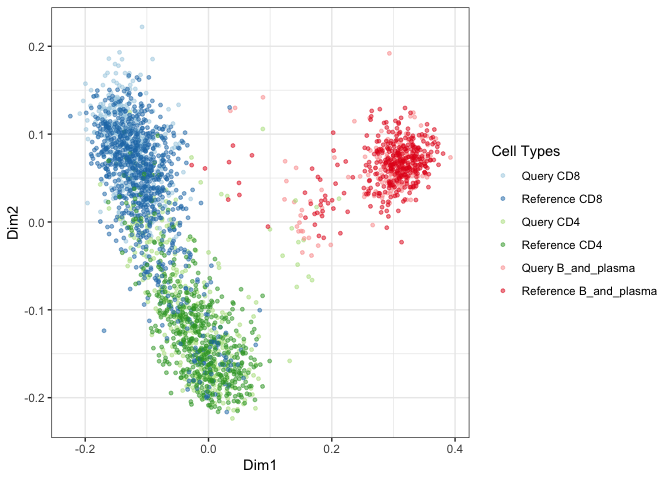 0.2
0.1
0.0
-0.1
-0.2
Dim2
-0.2
0.0
0.2
0.4
Dim1
Cell Types
Query CD8
Reference CD8
Query CD4
Reference CD4
Query B_and_plasma
Reference B_and_plasma